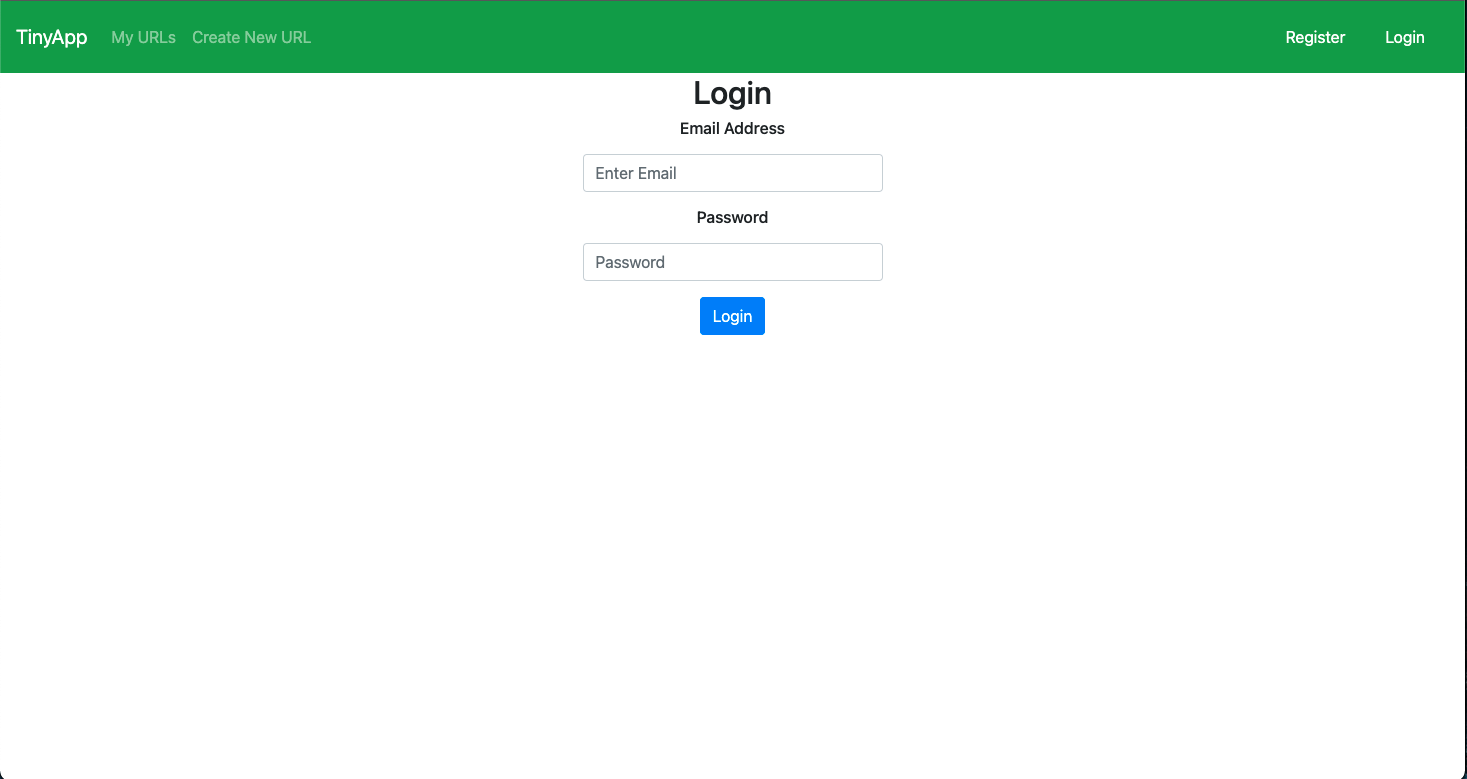 TinyApp My URLs Create New URL Register Login
Login
Email Address
Enter Email
Password
Password
Login